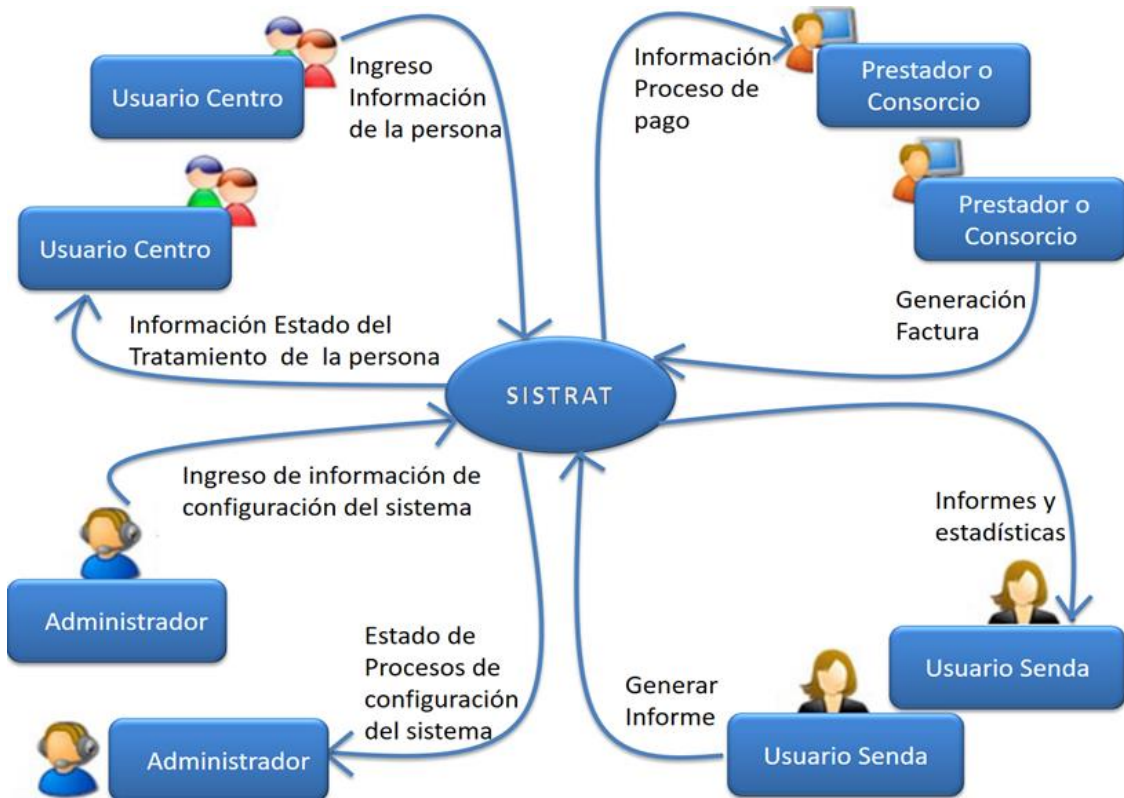 Usuario Centro
Ingreso
Información
de la persona
Información
Proceso de
pago
Prestador o
Consorcio
Usuario Centro
Prestador o
Consorcio
Información Estado del
Tratamiento de la persona
Generación
Factura
SISTRAT
Ingreso de información de
configuración del sistema
Informes y
estadísticas
Administrador
Estado de
Procesos de
configuración
del sistema
Generar
Informe
Usuario Senda
Administrador
Usuario Senda